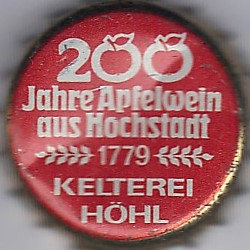 200
Jahre Apfelwein
aus Hochstadt
1779
KELTEREI
HÖHL